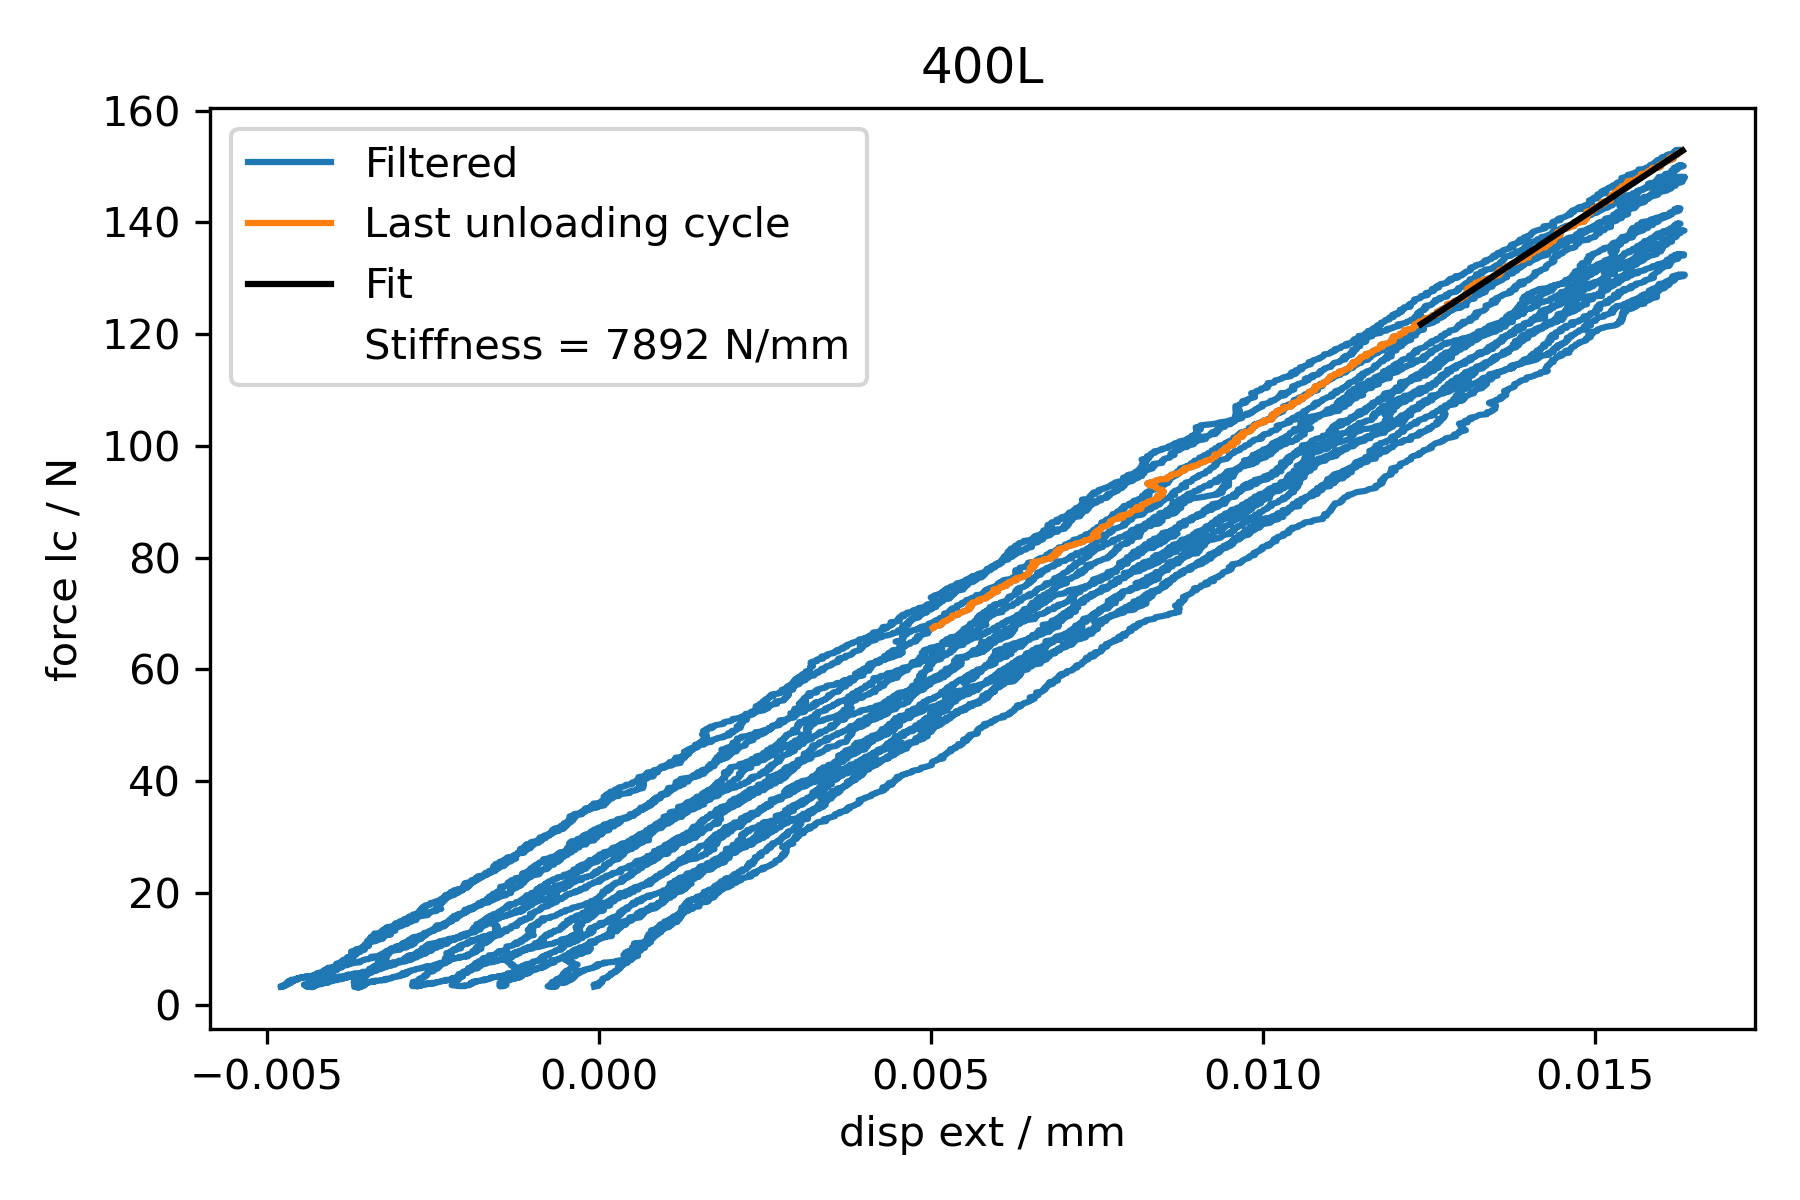 400L
160
140
120
100
80
60
40
20
0
force lc / N
Filtered
Last unloading cycle
Fit
Stiffness = 7892 N/mm
−0.005 0.000 0.005 0.010 0.015
disp ext / mm